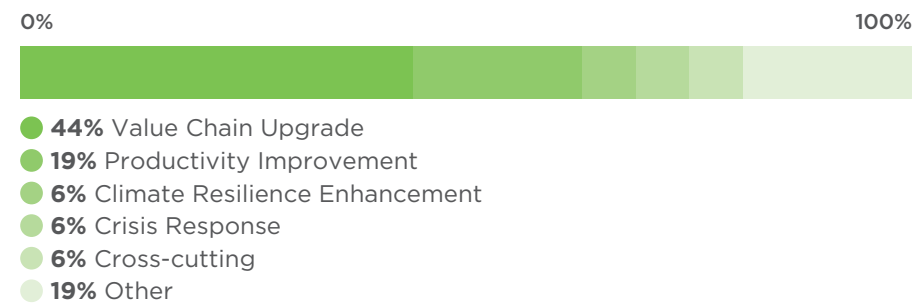 0% 100%
44% Value Chain Upgrade
19% Productivity Improvement
6% Climate Resilience Enhancement
6% Crisis Response
6% Cross-cutting
19% Other